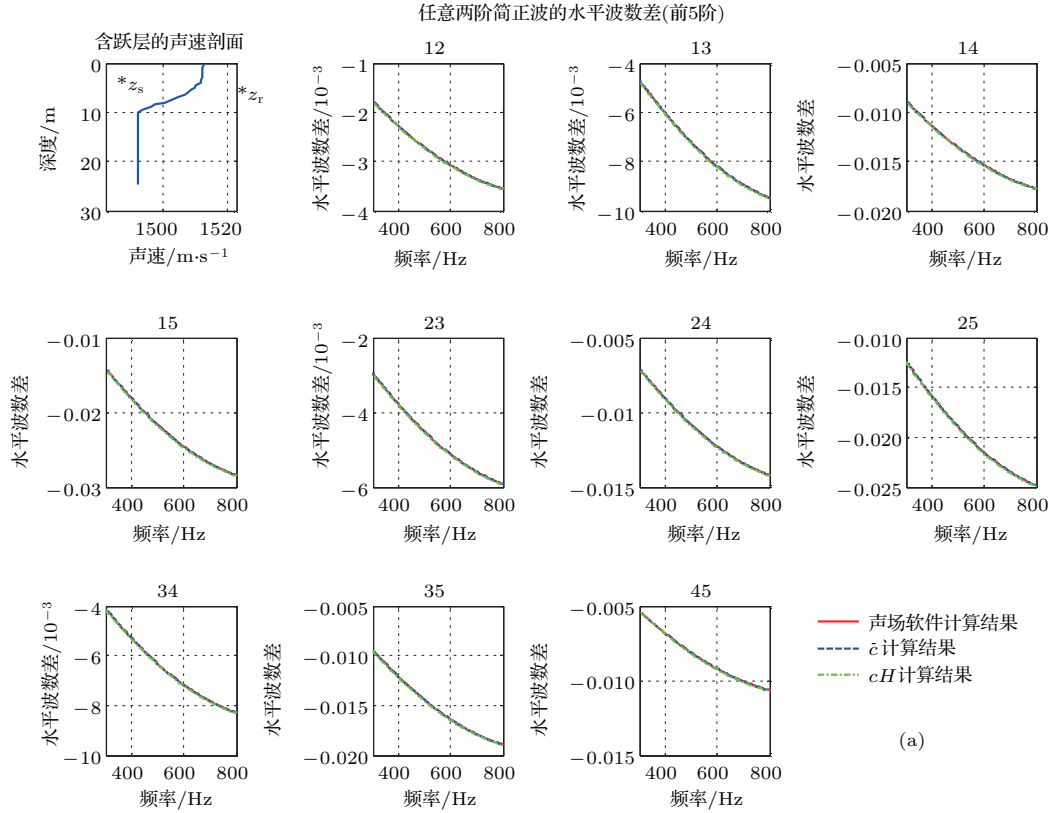 任意两阶简正波的水平波数差(前5阶)
含跃层的声速剖面
*z_s
*z_r
0
10
20
30
深度/m
1500 1520
声速/m·s⁻¹
12
−1
−2
−3
−4
水平波数差/10⁻³
400 600 800
频率/Hz
13
−4
−6
−8
−10
水平波数差/10⁻³
400 600 800
频率/Hz
14
−0.005
−0.010
−0.015
−0.020
水平波数差
400 600 800
频率/Hz
15
−0.01
−0.02
−0.03
水平波数差
400 600 800
频率/Hz
23
−2
−4
−6
水平波数差/10⁻³
400 600 800
频率/Hz
24
−0.005
−0.01
−0.015
水平波数差
400 600 800
频率/Hz
25
−0.010
−0.015
−0.020
−0.025
水平波数差
400 600 800
频率/Hz
34
−4
−6
−8
−10
水平波数差/10⁻³
400 600 800
频率/Hz
35
−0.005
−0.010
−0.015
−0.020
水平波数差
400 600 800
频率/Hz
45
−0.005
−0.010
−0.015
水平波数差
400 600 800
频率/Hz
声场软件计算结果
c̄计算结果
cH计算结果
(a)